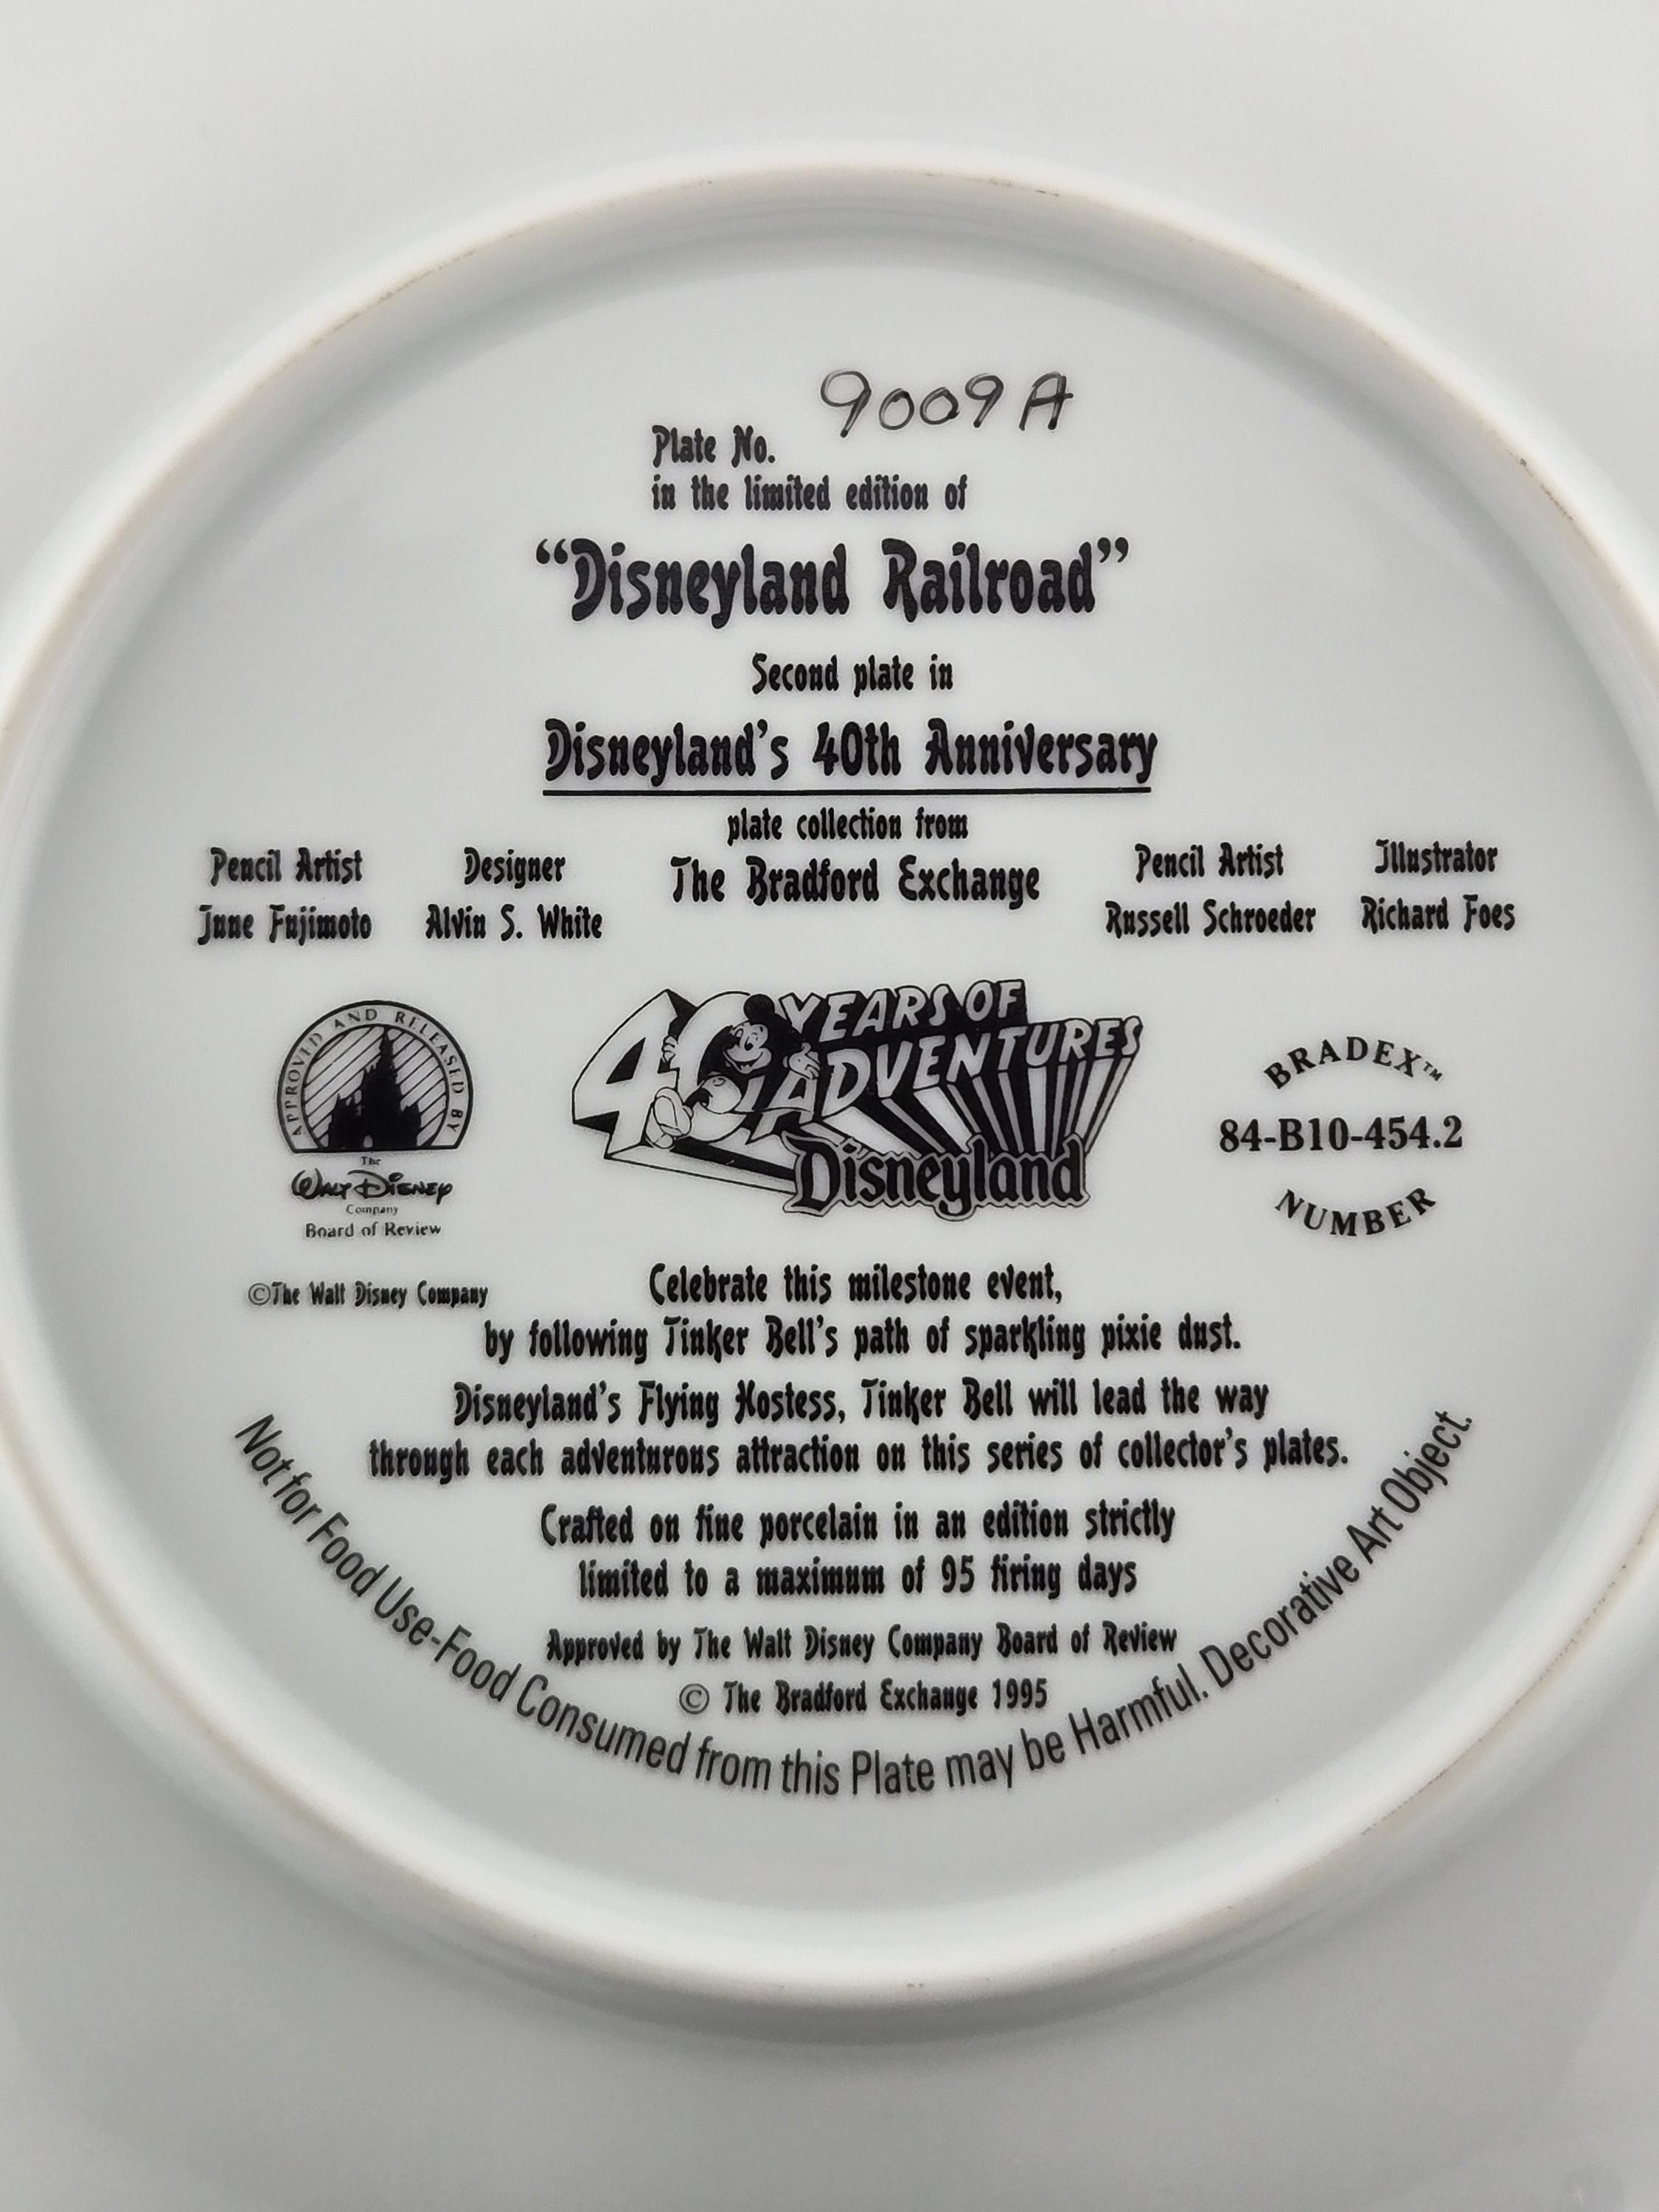 9009A
Plate No.
in the limited edition of
“Disneyland Railroad”
Second plate in
Disneyland’s 40th Anniversary
plate collection from
The Bradford Exchange
Pencil Artist
June Fujimoto
Designer
Alvin S. White
Pencil Artist
Russell Schroeder
Illustrator
Richard Foes
APPROVED AND RELEASED BY
The
Walt Disney
Company
Board of Review
©The Walt Disney Company
40 YEARS OF
ADVENTURES
Disneyland
BRADEX™
84-B10-454.2
NUMBER
Celebrate this milestone event,
by following Tinker Bell’s path of sparkling pixie dust.
Disneyland’s Flying Hostess, Tinker Bell will lead the way
through each adventurous attraction on this series of collector’s plates.
Crafted on fine porcelain in an edition strictly
limited to a maximum of 95 firing days
Approved by The Walt Disney Company Board of Review
© The Bradford Exchange 1995
Not for Food Use-Food Consumed from this Plate may be Harmful. Decorative Art Object.